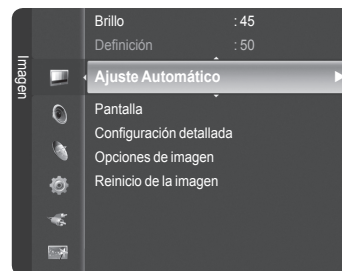 Imagen
Brillo : 45
Definición : 50
Ajuste Automático
Pantalla
Configuración detallada
Opciones de imagen
Reinicio de la imagen